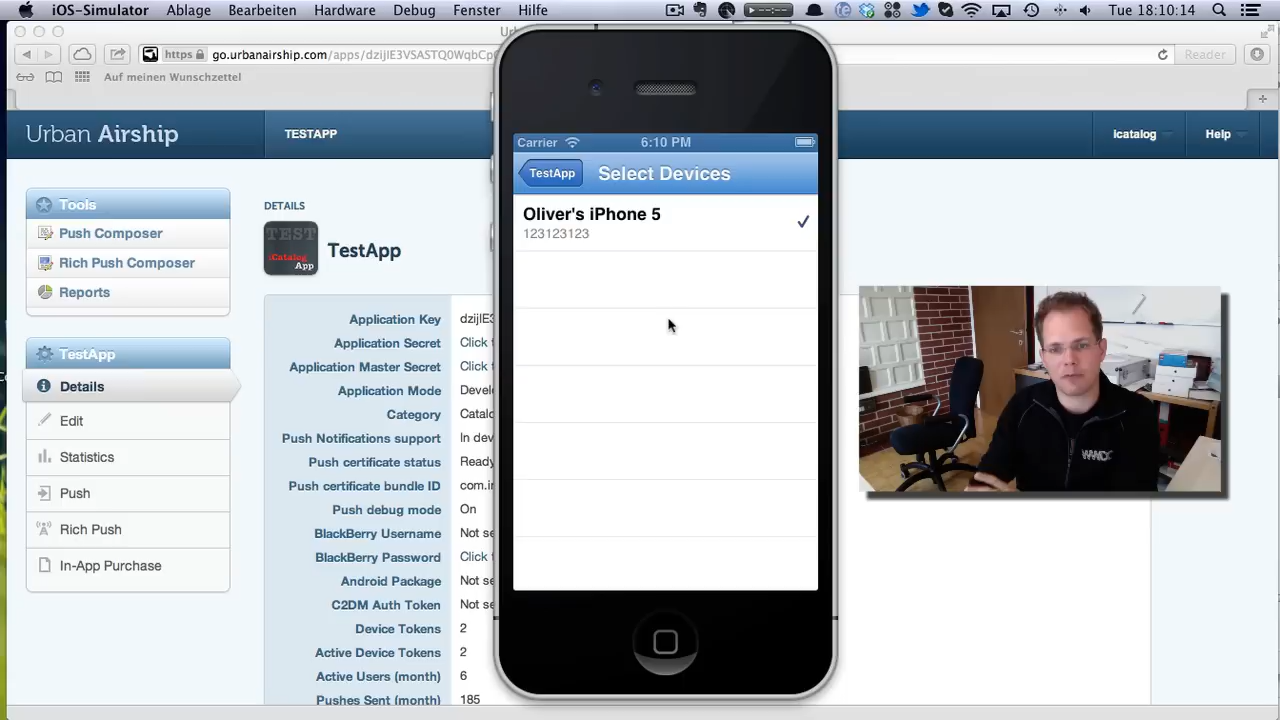 iOS-Simulator Ablage Bearbeiten Hardware Debug Fenster Hilfe Tue 18:10:14
https go.urbanairship.com/apps/dzijIE3VSASTQ0WqbCp Reader
Auf meinen Wunschzettel
Urban Airship TESTAPP icatalog Help
Carrier 6:10 PM
TestApp Select Devices
Oliver's iPhone 5
123123123
Tools
Push Composer
Rich Push Composer
Reports
TestApp
Details
Edit
Statistics
Push
Rich Push
In-App Purchase
DETAILS
TEST
iCatalog
App
TestApp
Application Key dzijIE3
Application Secret Click
Application Master Secret Click
Application Mode Devel
Category Catal
Push Notifications support In dev
Push certificate status Ready
Push certificate bundle ID com.in
Push debug mode On
BlackBerry Username Not se
BlackBerry Password Click
Android Package Not se
C2DM Auth Token Not se
Device Tokens 2
Active Device Tokens 2
Active Users (month) 6
Pushes Sent (month) 185
WWDC